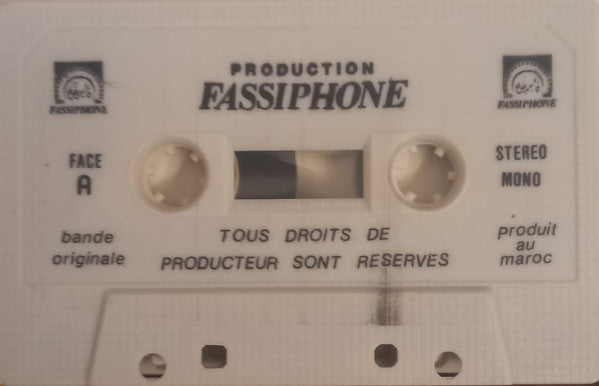 PRODUCTION
FASSIPHONE
FASSIPHONE
FASSIPHONE
FACE
A
STEREO
MONO
bande
originale
TOUS DROITS DE
PRODUCTEUR SONT RESERVES
produit
au
maroc